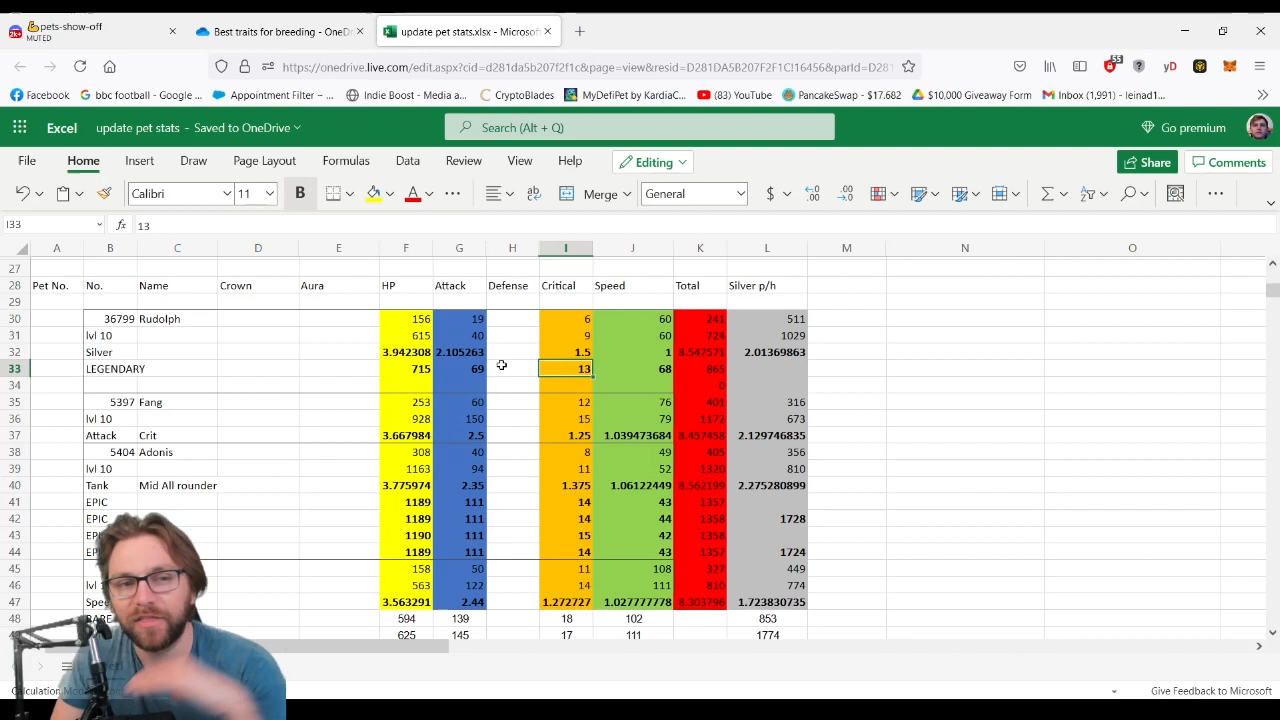 pets-show-off
2k+
MUTED
Best traits for breeding - OneDr
update pet stats.xlsx - Microsoft
https://onedrive.live.com/edit.aspx?cid=d281da5b207f2f1c&page=view&resid=D281DA5B207F2F1C!16456&parId=D281
55
yD
Facebook
bbc football - Google ...
Appointment Filter – ...
Indie Boost - Media a...
CryptoBlades
MyDefiPet by KardiaC...
(83) YouTube
PancakeSwap - $17.682
$10,000 Giveaway Form
Inbox (1,991) - leinad1...
Excel
update pet stats - Saved to OneDrive
Search (Alt + Q)
Go premium
File Home Insert Draw Page Layout Formulas Data Review View Help Editing Share Comments
Calibri 11 B ab Merge General $
I33 fx 13
A B C D E F G H I J K L M N O
27
28 Pet No. No. Name Crown Aura HP Attack Defense Critical Speed Total Silver p/h
29
30 36799 Rudolph 156 19 6 60 241 511
31 lvl 10 615 40 9 60 724 1029
32 Silver 3.942308 2.105263 1.5 1 8.547571 2.01369863
33 LEGENDARY 715 69 13 68 865
34 0
35 5397 Fang 253 60 12 76 401 316
36 lvl 10 928 150 15 79 1172 673
37 Attack Crit 3.667984 2.5 1.25 1.039473684 8.457458 2.129746835
38 5404 Adonis 308 40 8 49 405 356
39 lvl 10 1163 94 11 52 1320 810
40 Tank Mid All rounder 3.775974 2.35 1.375 1.06122449 8.562199 2.275280899
41 EPIC 1189 111 14 43 1357
42 EPIC 1189 111 14 44 1358 1728
43 EP 1190 111 15 42 1358
44 EP 1189 111 14 43 1357 1724
45 158 50 11 108 327 449
46 lvl 10 563 122 14 111 810 774
47 Spee 3.563291 2.44 1.272727 1.027777778 8.303796 1.723830735
48 RARE 594 139 18 102 853
625 145 17 111 1774
Give Feedback to Microsoft